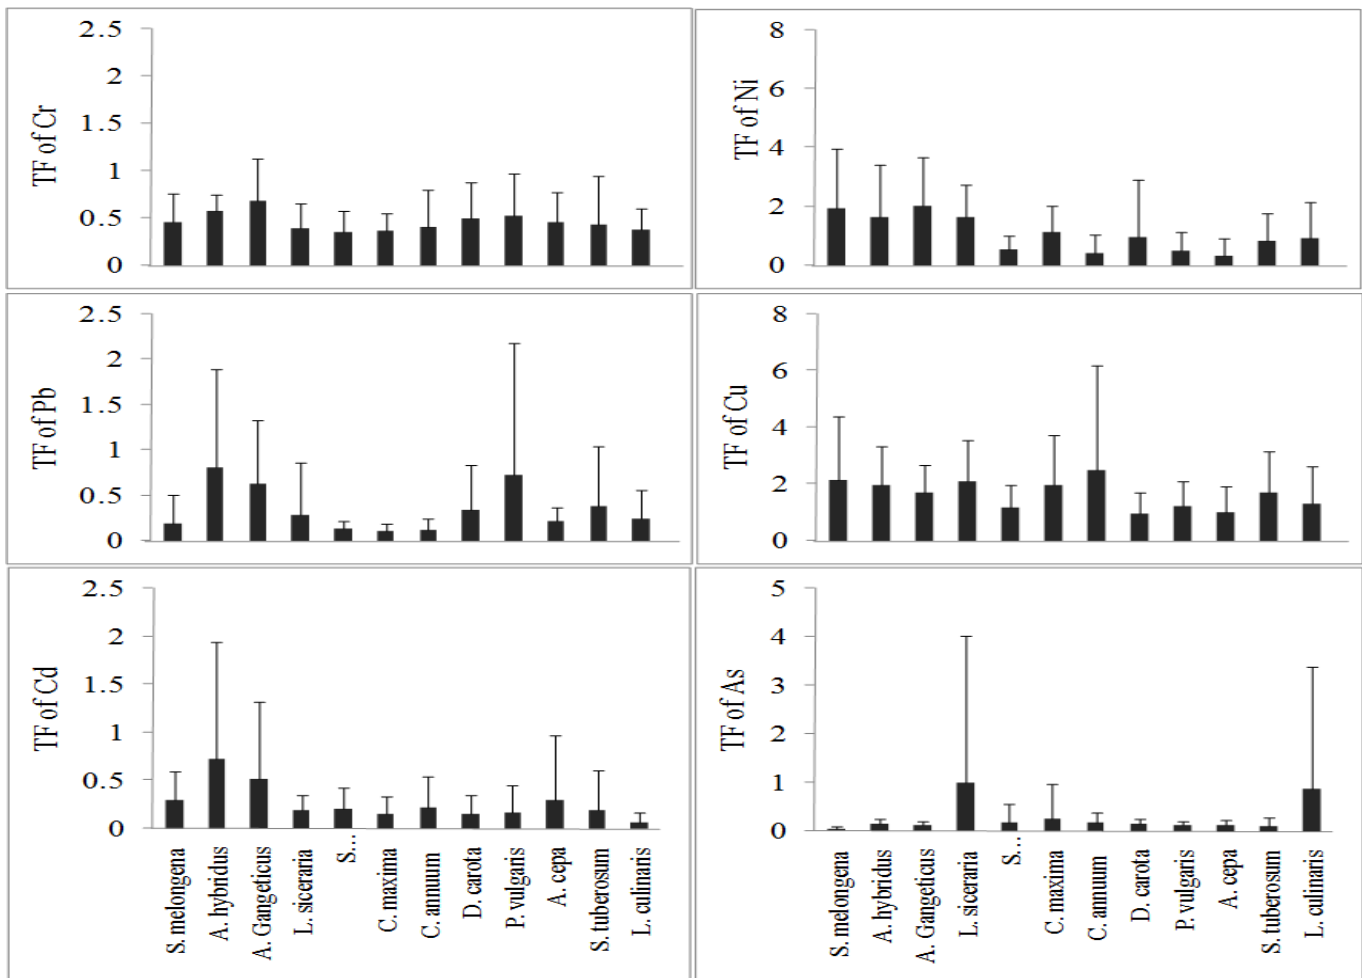 TF of Cr
2.5
2
1.5
1
0.5
0
TF of Ni
8
6
4
2
0
TF of Pb
2.5
2
1.5
1
0.5
0
TF of Cu
8
6
4
2
0
TF of Cd
2.5
2
1.5
1
0.5
0
S. melongena
A. hybridus
A. Gangeticus
L. siceraria
S…
C. maxima
C. annuum
D. carota
P. vulgaris
A. cepa
S. tuberosum
L. culinaris
TF of As
5
4
3
2
1
0
S. melongena
A. hybridus
A. Gangeticus
L. siceraria
S…
C. maxima
C. annuum
D. carota
P. vulgaris
A. cepa
S. tuberosum
L. culinaris